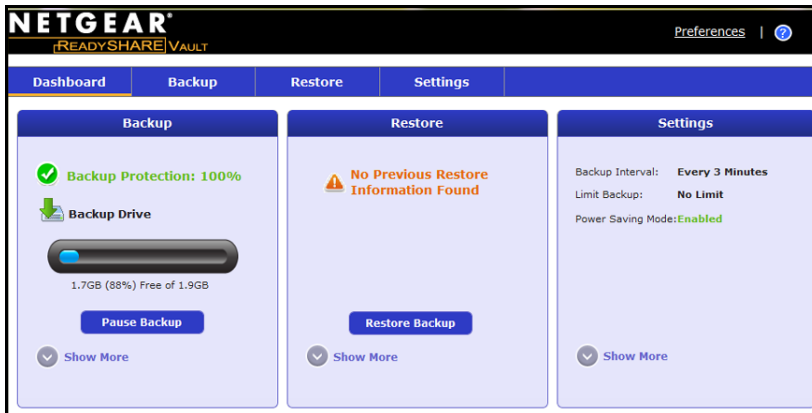 NETGEAR®
READYSHARE VAULT
Preferences | ?
Dashboard Backup Restore Settings
Backup
Backup Protection: 100%
Backup Drive
1.7GB (88%) Free of 1.9GB
Pause Backup
Show More
Restore
No Previous Restore
Information Found
Restore Backup
Show More
Settings
Backup Interval: Every 3 Minutes
Limit Backup: No Limit
Power Saving Mode:Enabled
Show More